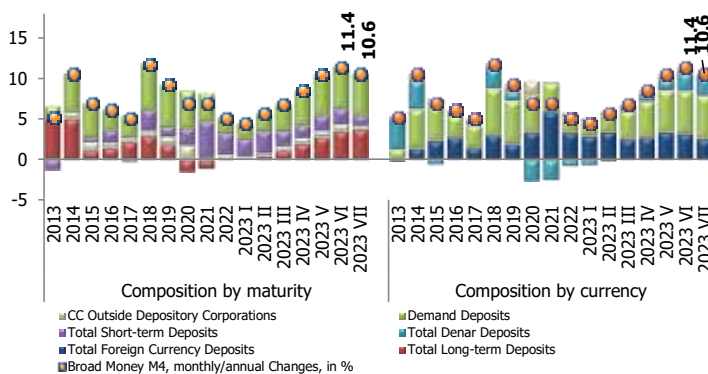 11.4
10.6
11.4
10.6
15
10
5
0
-5
2013
2014
2015
2016
2017
2018
2019
2020
2021
2022
2023 I
2023 II
2023 III
2023 IV
2023 V
2023 VI
2023 VII
2013
2014
2015
2016
2017
2018
2019
2020
2021
2022
2023 I
2023 II
2023 III
2023 IV
2023 V
2023 VI
2023 VII
Composition by maturity
Composition by currency
CC Outside Depository Corporations
Demand Deposits
Total Short-term Deposits
Total Denar Deposits
Total Foreign Currency Deposits
Total Long-term Deposits
Broad Money M4, monthly/annual Changes, in %